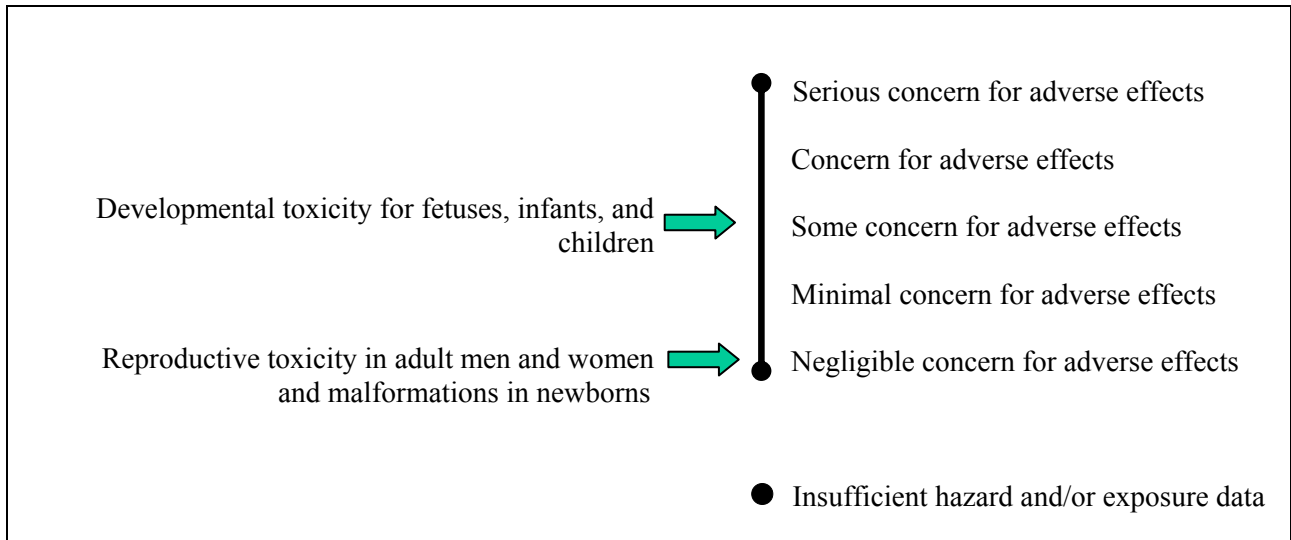 Serious concern for adverse effects
Concern for adverse effects
Developmental toxicity for fetuses, infants, and
children
Some concern for adverse effects
Minimal concern for adverse effects
Reproductive toxicity in adult men and women
and malformations in newborns
Negligible concern for adverse effects
Insufficient hazard and/or exposure data